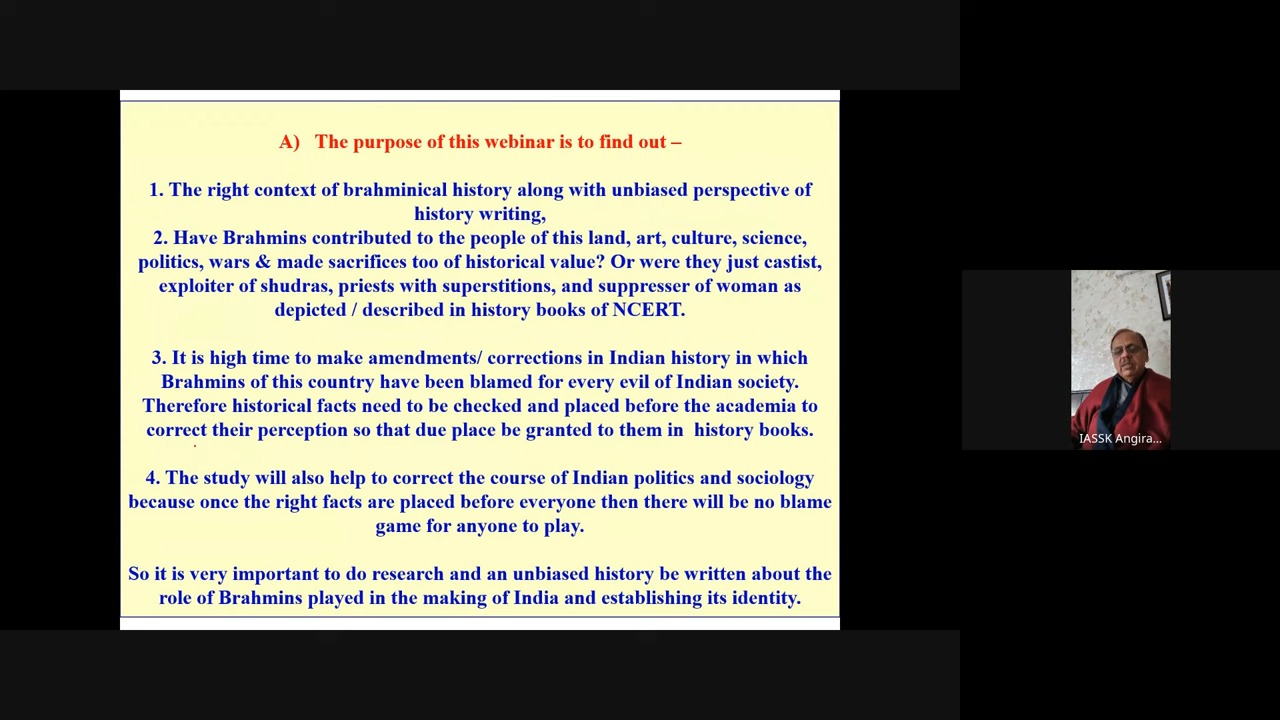 A) The purpose of this webinar is to find out –
1. The right context of brahminical history along with unbiased perspective of
history writing,
2. Have Brahmins contributed to the people of this land, art, culture, science,
politics, wars & made sacrifices too of historical value? Or were they just castist,
exploiter of shudras, priests with superstitions, and suppresser of woman as
depicted / described in history books of NCERT.
3. It is high time to make amendments/ corrections in Indian history in which
Brahmins of this country have been blamed for every evil of Indian society.
Therefore historical facts need to be checked and placed before the academia to
correct their perception so that due place be granted to them in history books.
4. The study will also help to correct the course of Indian politics and sociology
because once the right facts are placed before everyone then there will be no blame
game for anyone to play.
So it is very important to do research and an unbiased history be written about the
role of Brahmins played in the making of India and establishing its identity.
IASSK Angira...